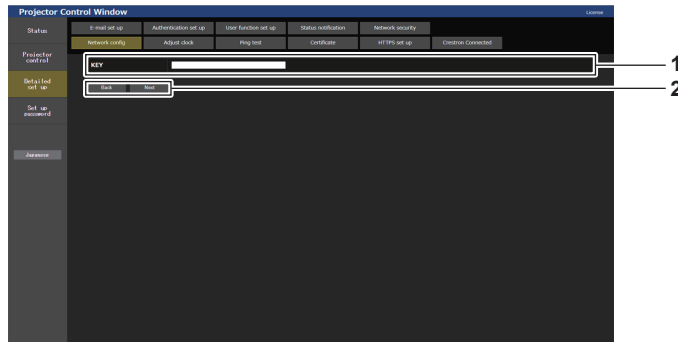 Projector Control Window
License
Status
E-mail set up
Authentication set up
User function set up
Status notification
Network security
Network config
Adjust clock
Ping test
Certificate
HTTPS set up
Crestron Connected
Projector
control
KEY
1
Detailed
set up
Back
Next
2
Set up
password
Japanese